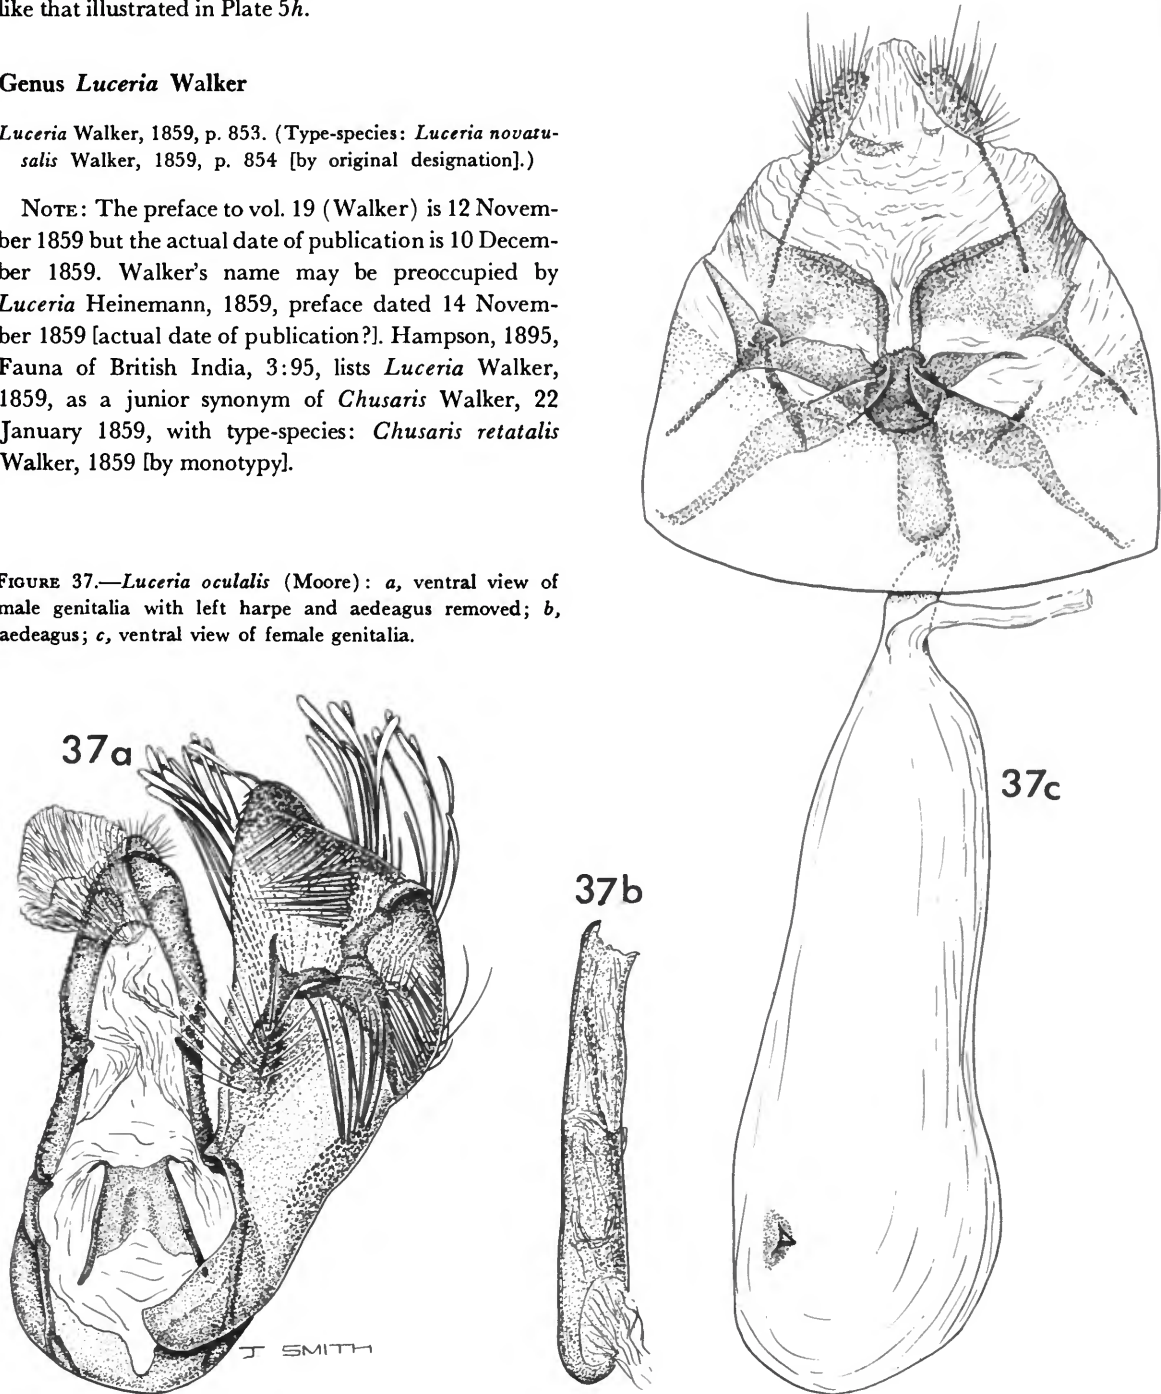 like that illustrated in Plate 5h.
Genus Luceria Walker
Luceria Walker, 1859, p. 853. (Type-species: Luceria novatu-
salis Walker, 1859, p. 854 [by original designation].)
NOTE: The preface to vol. 19 (Walker) is 12 Novem-
ber 1859 but the actual date of publication is 10 Decem-
ber 1859. Walker's name may be preoccupied by
Luceria Heinemann, 1859, preface dated 14 Novem-
ber 1859 [actual date of publication?]. Hampson, 1895,
Fauna of British India, 3:95, lists Luceria Walker,
1859, as a junior synonym of Chusaris Walker, 22
January 1859, with type-species: Chusaris retatalis
Walker, 1859 [by monotypy].
FIGURE 37.—Luceria oculalis (Moore): a, ventral view of
male genitalia with left harpe and aedeagus removed; b,
aedeagus; c, ventral view of female genitalia.
37a
37b
37c
J SMITH